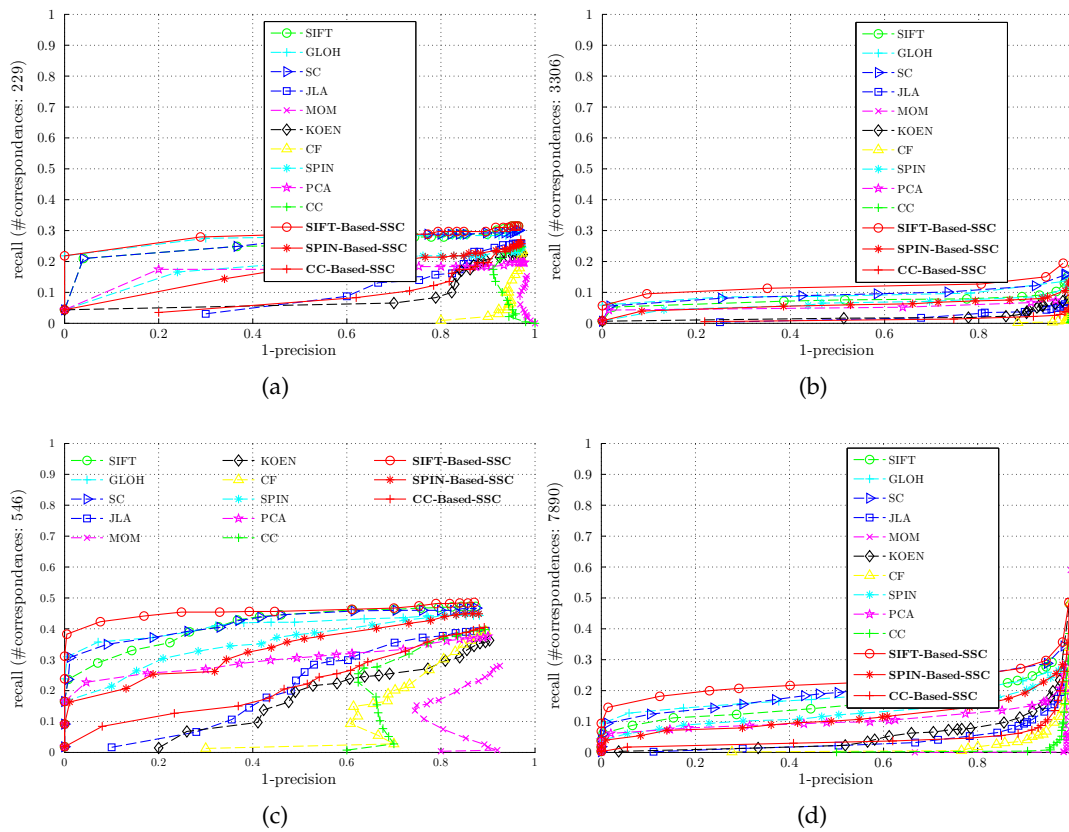 1
0.9
0.8
0.7
0.6
0.5
0.4
0.3
0.2
0.1
0
0 0.2 0.4 0.6 0.8 1
recall (#correspondences: 229)
1-precision
SIFT
GLOH
SC
JLA
MOM
KOEN
CF
SPIN
PCA
CC
SIFT-Based-SSC
SPIN-Based-SSC
CC-Based-SSC
(a)
1
0.9
0.8
0.7
0.6
0.5
0.4
0.3
0.2
0.1
0
0 0.2 0.4 0.6 0.8
recall (#correspondences: 3306)
1-precision
SIFT
GLOH
SC
JLA
MOM
KOEN
CF
SPIN
PCA
CC
SIFT-Based-SSC
SPIN-Based-SSC
CC-Based-SSC
(b)
1
0.9
0.8
0.7
0.6
0.5
0.4
0.3
0.2
0.1
0
0 0.2 0.4 0.6 0.8 1
recall (#correspondences: 546)
1-precision
SIFT
GLOH
SC
JLA
MOM
KOEN
CF
SPIN
PCA
CC
SIFT-Based-SSC
SPIN-Based-SSC
CC-Based-SSC
(c)
1
0.9
0.8
0.7
0.6
0.5
0.4
0.3
0.2
0.1
0
0 0.2 0.4 0.6 0.8
recall (#correspondences: 7890)
1-precision
SIFT
GLOH
SC
JLA
MOM
KOEN
CF
SPIN
PCA
CC
SIFT-Based-SSC
SPIN-Based-SSC
CC-Based-SSC
(d)